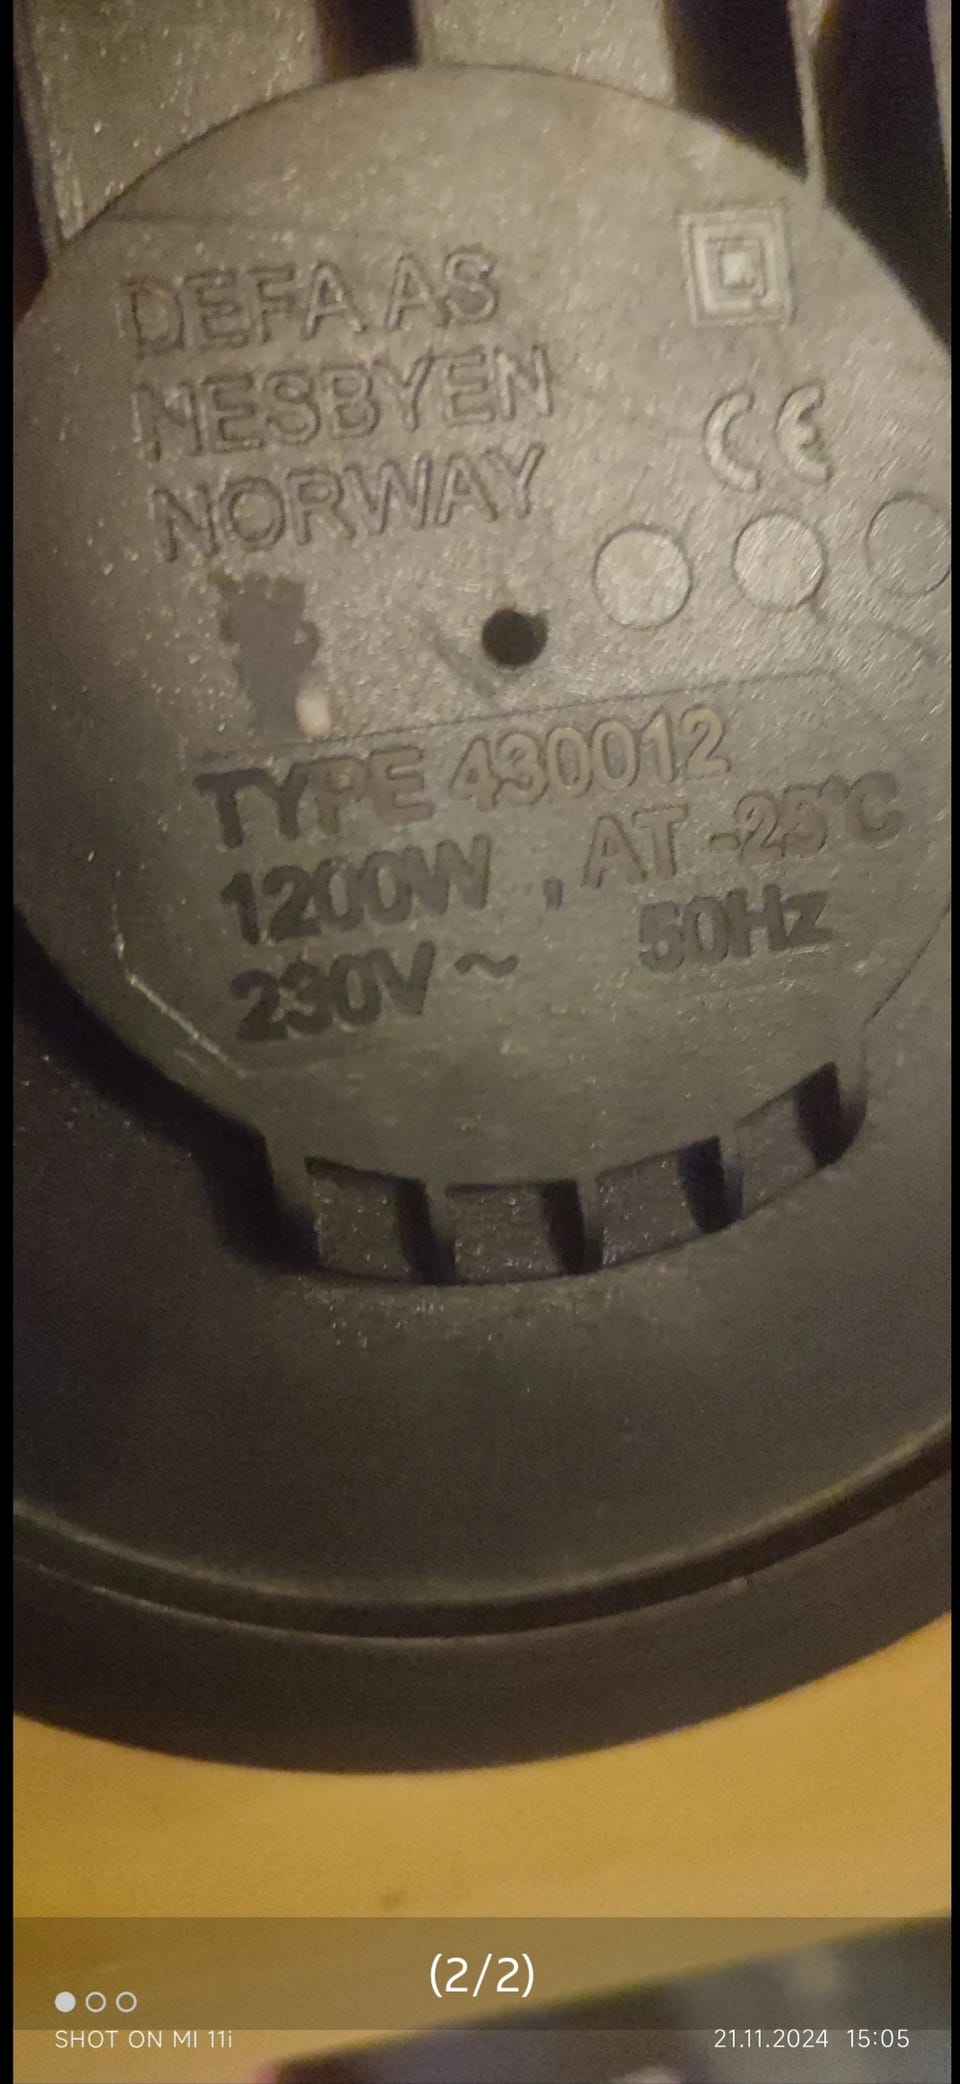 DEFA AS
NESBYEN
NORWAY
CE
TYPE 430012
1200W , AT -25°C
230V ~ 50Hz
(2/2)
SHOT ON MI 11i
21.11.2024 15:05